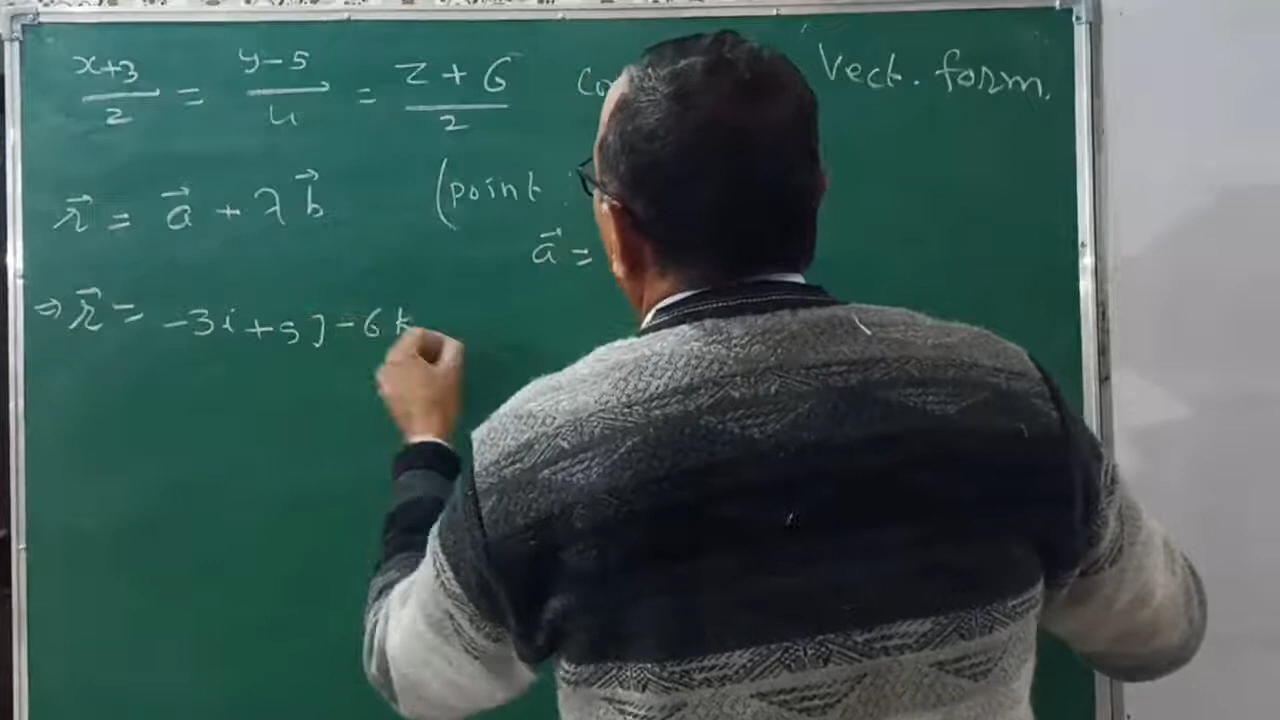 x+3/2 = y-5/4 = z+6/2 Vect. form.
r⃗ = a⃗ + λb⃗ (point
a⃗ =
⇒ r⃗ = -3i+5j-6k